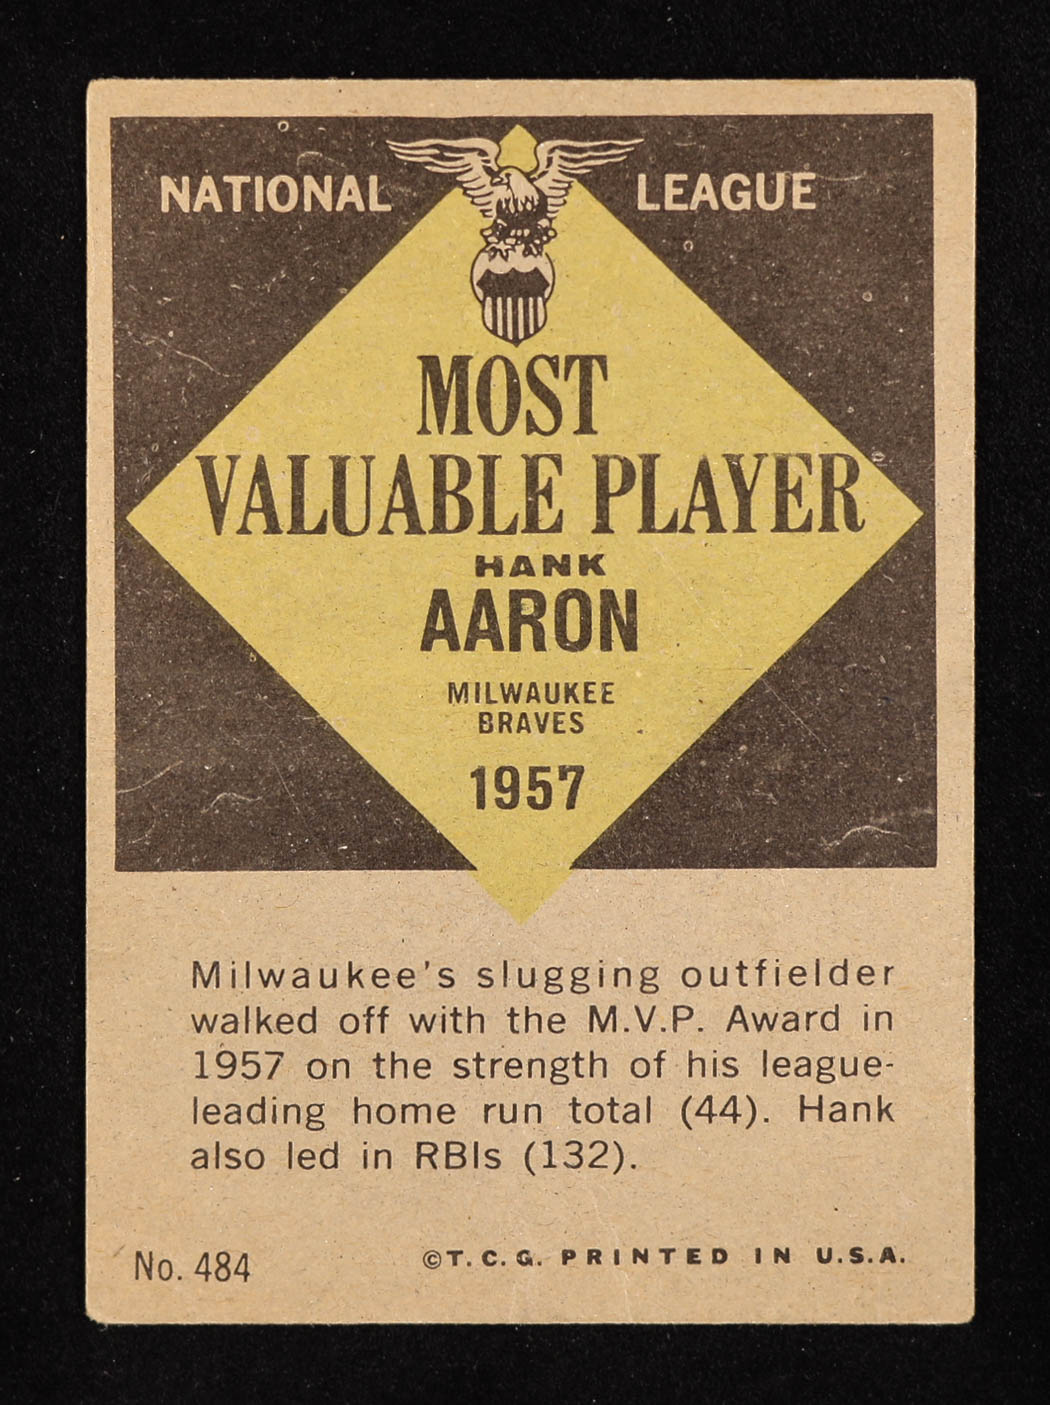 NATIONAL LEAGUE
MOST
VALUABLE PLAYER
HANK
AARON
MILWAUKEE
BRAVES
1957
Milwaukee's slugging outfielder
walked off with the M.V.P. Award in
1957 on the strength of his league-
leading home run total (44). Hank
also led in RBIs (132).
No. 484 ©T.C.G. PRINTED IN U.S.A.